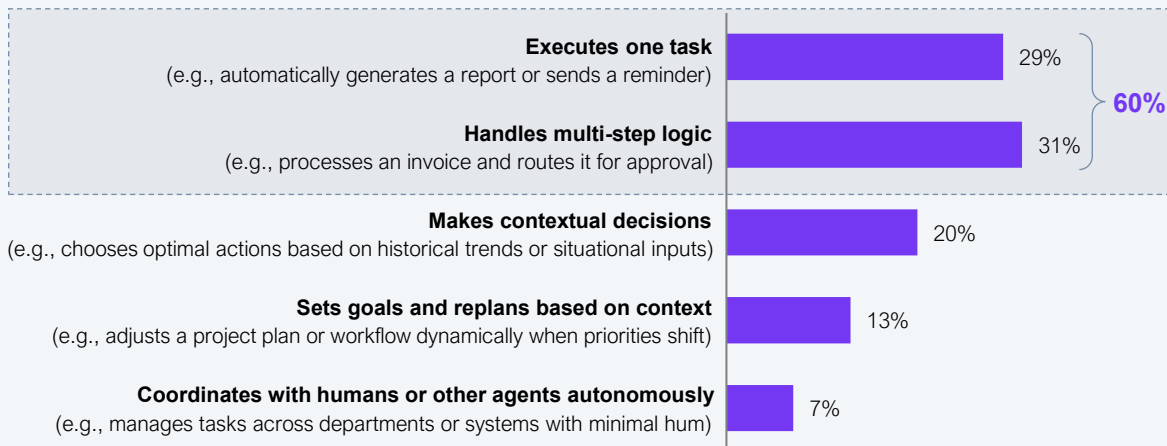 Executes one task
(e.g., automatically generates a report or sends a reminder)
29%
Handles multi-step logic
(e.g., processes an invoice and routes it for approval)
31%
60%
Makes contextual decisions
(e.g., chooses optimal actions based on historical trends or situational inputs)
20%
Sets goals and replans based on context
(e.g., adjusts a project plan or workflow dynamically when priorities shift)
13%
Coordinates with humans or other agents autonomously
(e.g., manages tasks across departments or systems with minimal hum)
7%